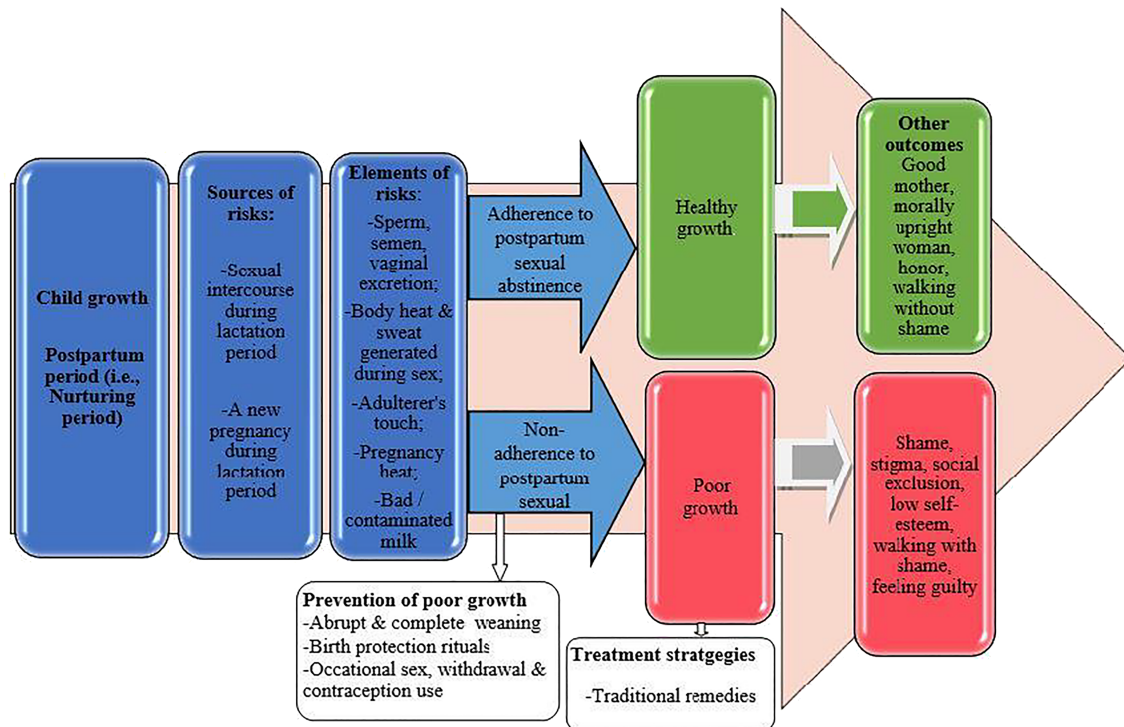 Child growth
Postpartum
period (i.e.,
Nurturing
period)
Sources of
risks:
-Sexual
intercourse
during
lactation
period
-A new
pregnancy
during
lactation
period
Elements of
risks:
-Sperm,
semen,
vaginal
excretion;
-Body heat &
sweat
generated
during sex;
-Adulterer's
touch;
-Pregnancy
heat;
-Bad /
contaminated
milk
Adherence to
postpartum
sexual
abstinence
Non-
adherence to
postpartum
sexual
Healthy
growth
Poor
growth
Other
outcomes
Good
mother,
morally
upright
woman,
honor,
walking
without
shame
Shame,
stigma, social
exclusion,
low self-
esteem,
walking with
shame,
feeling guilty
Prevention of poor growth
-Abrupt & complete weaning
-Birth protection rituals
-Occational sex, withdrawal &
contraception use
Treatment stratgegies
-Traditional remedies